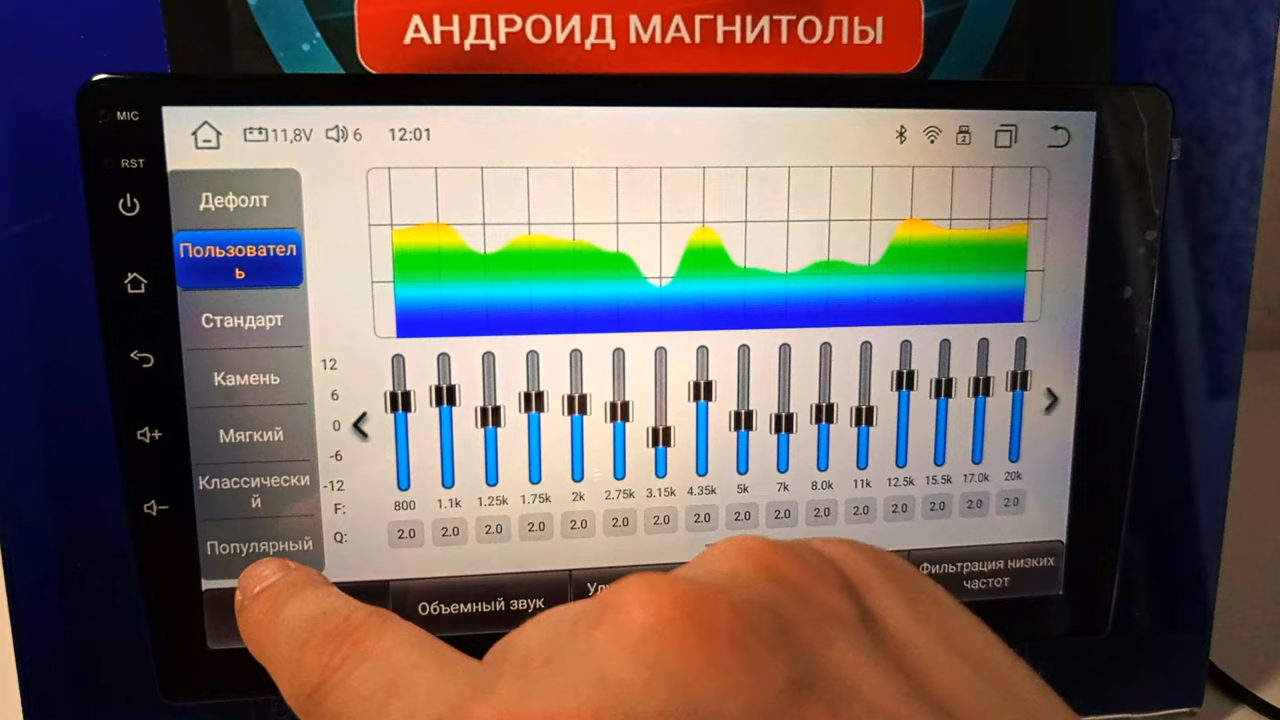 АНДРОИД МАГНИТОЛЫ
MIC
11,8V 6 12:01
2
RST
Дефолт
Пользовател
ь
Стандарт
Камень
Мягкий
Классически
й
Популярный
12
6
0
-6
-12
F: 800 1.1k 1.25k 1.75k 2k 2.75k 3.15k 4.35k 5k 7k 8.0k 11k 12.5k 15.5k 17.0k 20k
Q: 2.0 2.0 2.0 2.0 2.0 2.0 2.0 2.0 2.0 2.0 2.0 2.0 2.0 2.0 2.0 2.0
Объемный звук
Фильтрация низких
частот